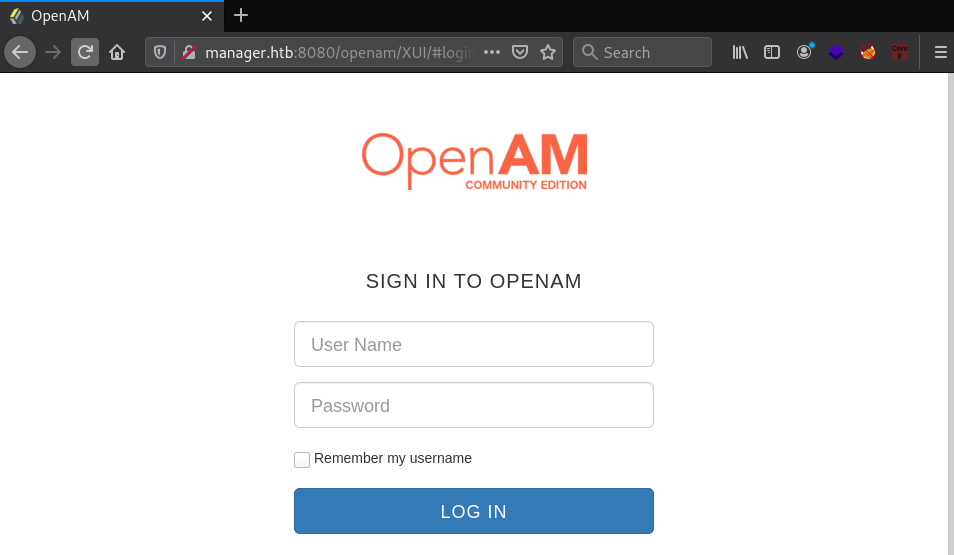 OpenAM
manager.htb:8080/openam/XUI/#logi
Search
OpenAM
COMMUNITY EDITION
SIGN IN TO OPENAM
User Name
Password
Remember my username
LOG IN